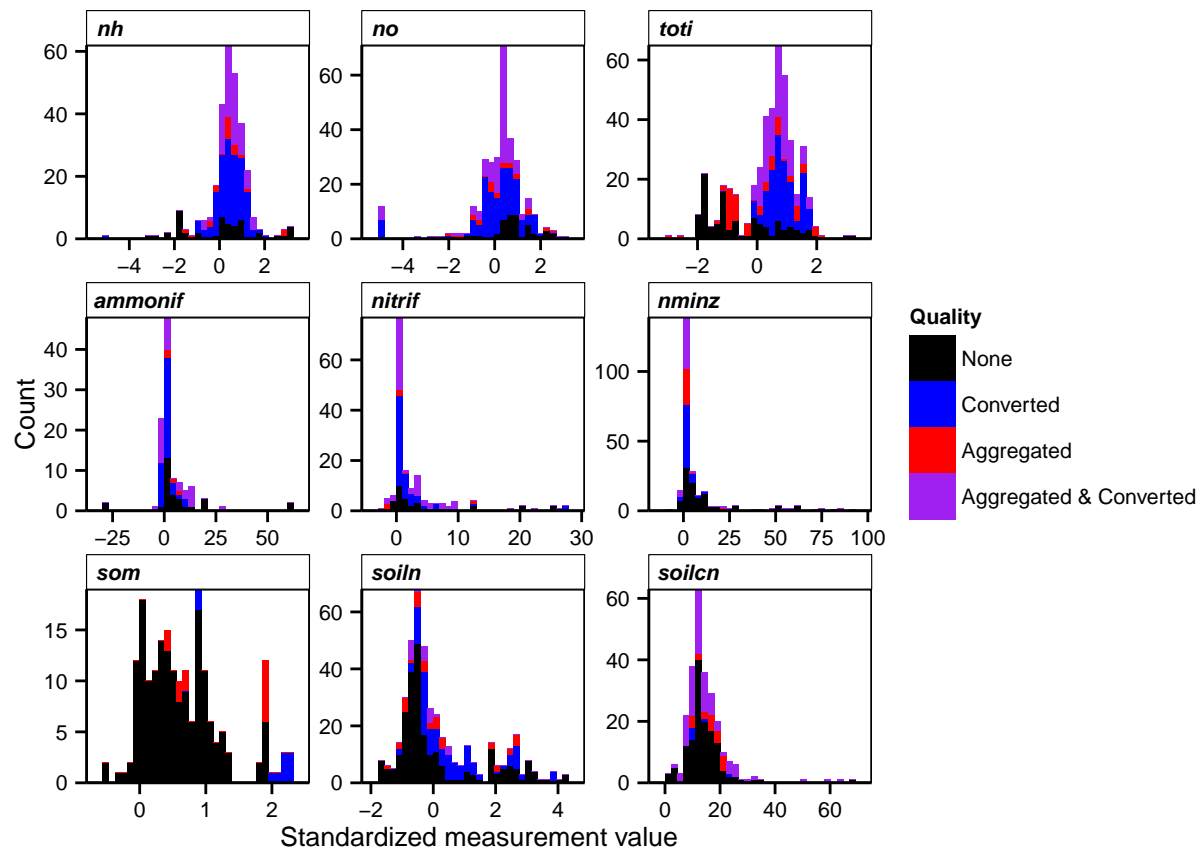 nh no toti
60
40
20
0
−4 −2 0 2
60
40
20
0
−4 −2 0 2
60
40
20
0
−2 0 2
ammonif nitrif nminz
40
30
20
10
0
−25 0 25 50
60
40
20
0
0 10 20 30
100
50
0
0 25 50 75 100
som soiln soilcn
15
10
5
0
0 1 2
60
40
20
0
−2 0 2 4
60
40
20
0
0 20 40 60
Count
Standardized measurement value
Quality
None
Converted
Aggregated
Aggregated & Converted